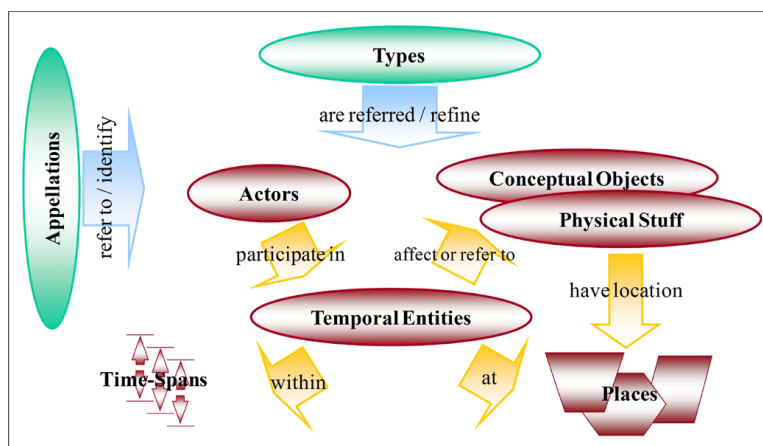 Types
are referred / refine
Appellations
refer to / identify
Actors
Conceptual Objects
Physical Stuff
participate in
affect or refer to
have location
Temporal Entities
Time-Spans
within
at
Places